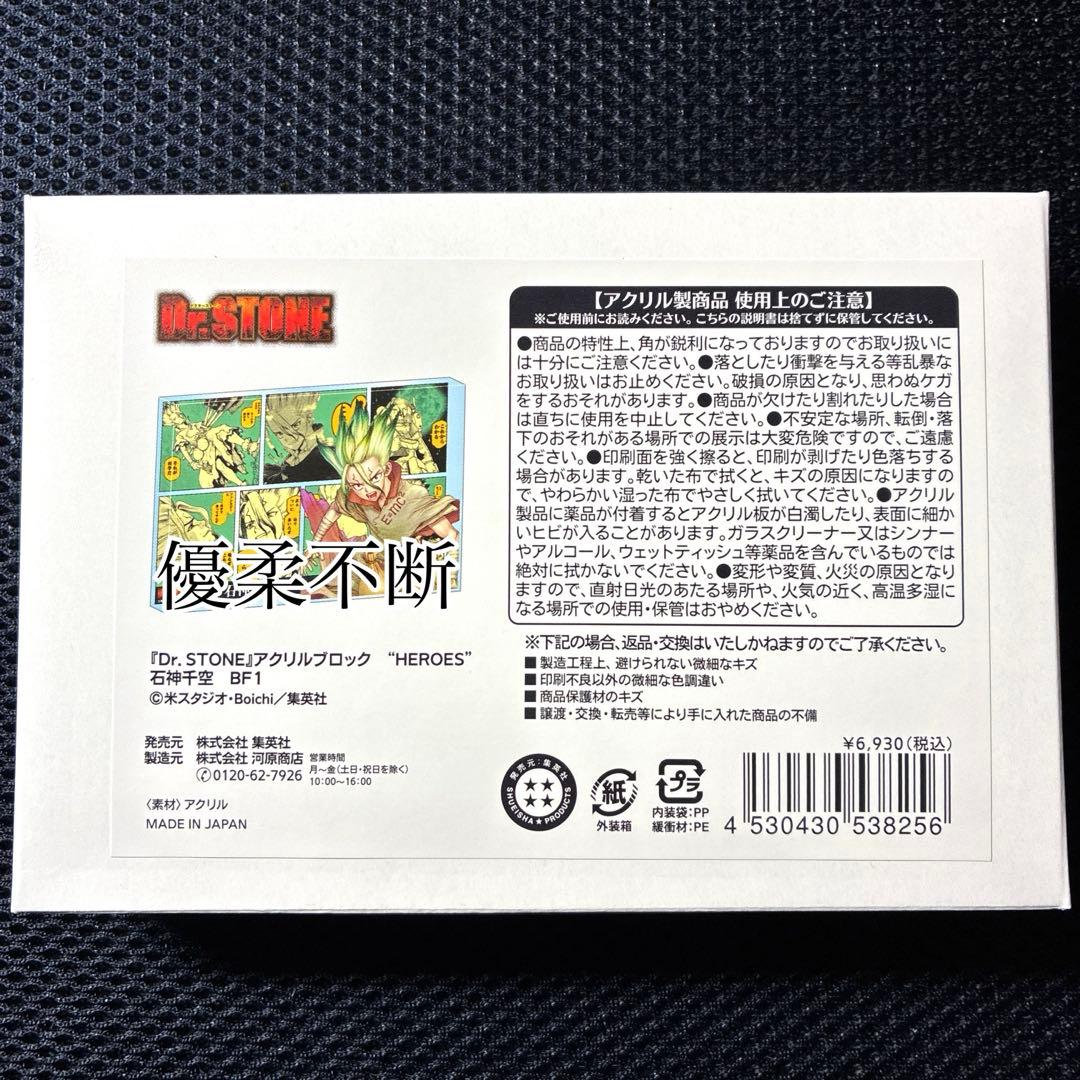 Dr.STONE
E=mc²
優柔不断
『Dr. STONE』アクリルブロック “HEROES”
石神千空 BF1
©米スタジオ・Boichi／集英社
発売元 株式会社 集英社
製造元 株式会社 河原商店
0120-62-7926
営業時間
月〜金(土日・祝日を除く)
10:00〜16:00
〈素材〉アクリル
MADE IN JAPAN
【アクリル製商品 使用上のご注意】
※ご使用前にお読みください。こちらの説明書は捨てずに保管してください。
●商品の特性上、角が鋭利になっておりますのでお取り扱いに
は十分にご注意ください。●落としたり衝撃を与える等乱暴な
お取り扱いはお止めください。破損の原因となり、思わぬケガ
をするおそれがあります。●商品が欠けたり割れたりした場合
は直ちに使用を中止してください。●不安定な場所、転倒・落
下のおそれがある場所での展示は大変危険ですので、ご遠慮
ください。●印刷面を強く擦ると、印刷が剥げたり色落ちする
場合があります。乾いた布で拭くと、キズの原因になりますの
で、やわらかい湿った布でやさしく拭いてください。●アクリル
製品に薬品が付着するとアクリル板が白濁したり、表面に細か
いヒビが入ることがあります。ガラスクリーナー又はシンナー
やアルコール、ウェットティッシュ等薬品を含んでいるものでは
絶対に拭かないでください。●変形や変質、火災の原因となり
ますので、直射日光のあたる場所や、火気の近く、高温多湿に
なる場所での使用・保管はおやめください。
※下記の場合、返品・交換はいたしかねますのでご了承ください。
■製造工程上、避けられない微細なキズ
■印刷不良以外の微細な色調違い
■商品保護材のキズ
■譲渡・交換・転売等により手に入れた商品の不備
¥6,930(税込)
発売元：集英社
SHUEISHA★PRODUCTS
紙
外装箱
プラ
内装袋：PP
緩衝材：PE
4 530430 538256